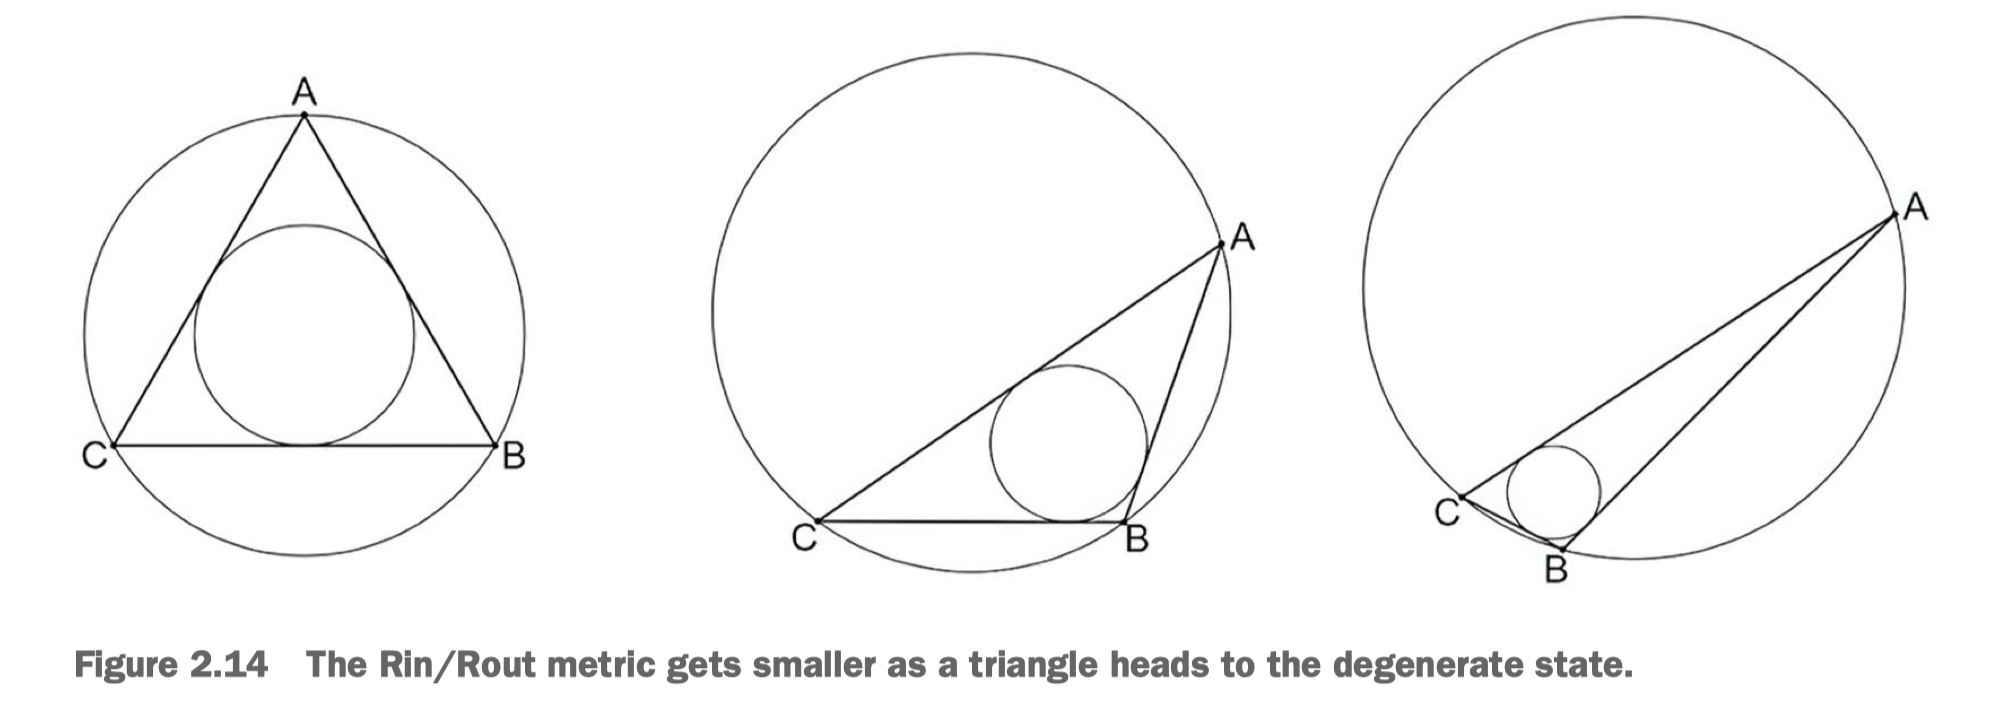 A
C
B
A
C
B
A
C
B
Figure 2.14 The Rin/Rout metric gets smaller as a triangle heads to the degenerate state.